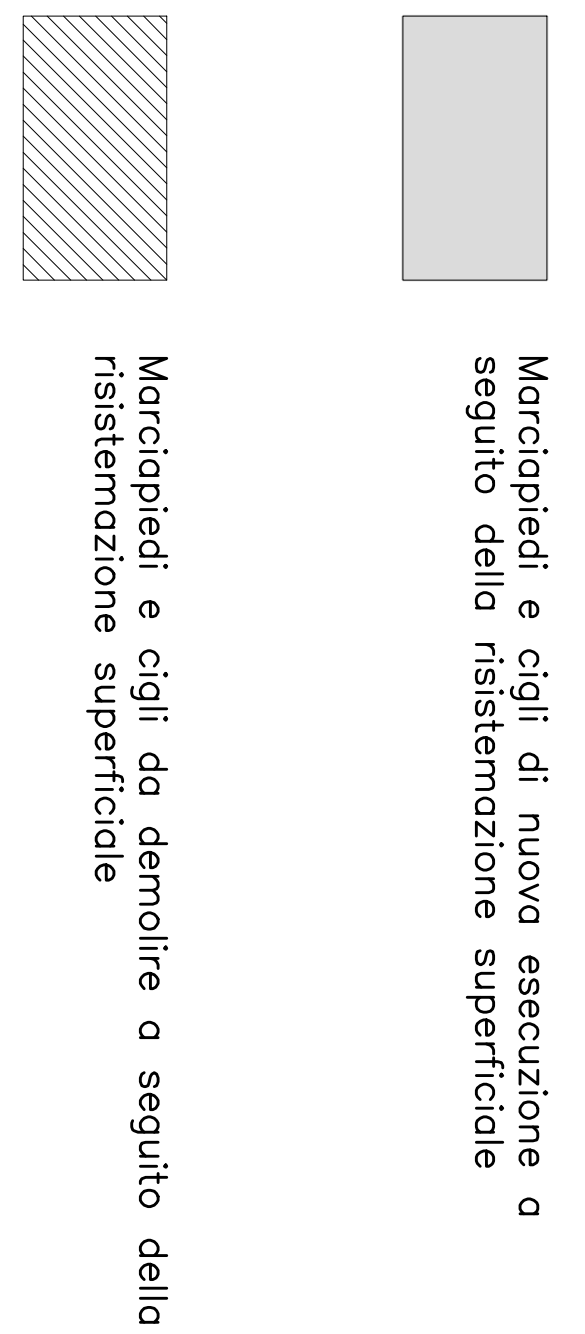 Marciapiedi e cigli di nuova esecuzione a
seguito della risistemazione superficiale
Marciapiedi e cigli da demolire a seguito della
risistemazione superficiale